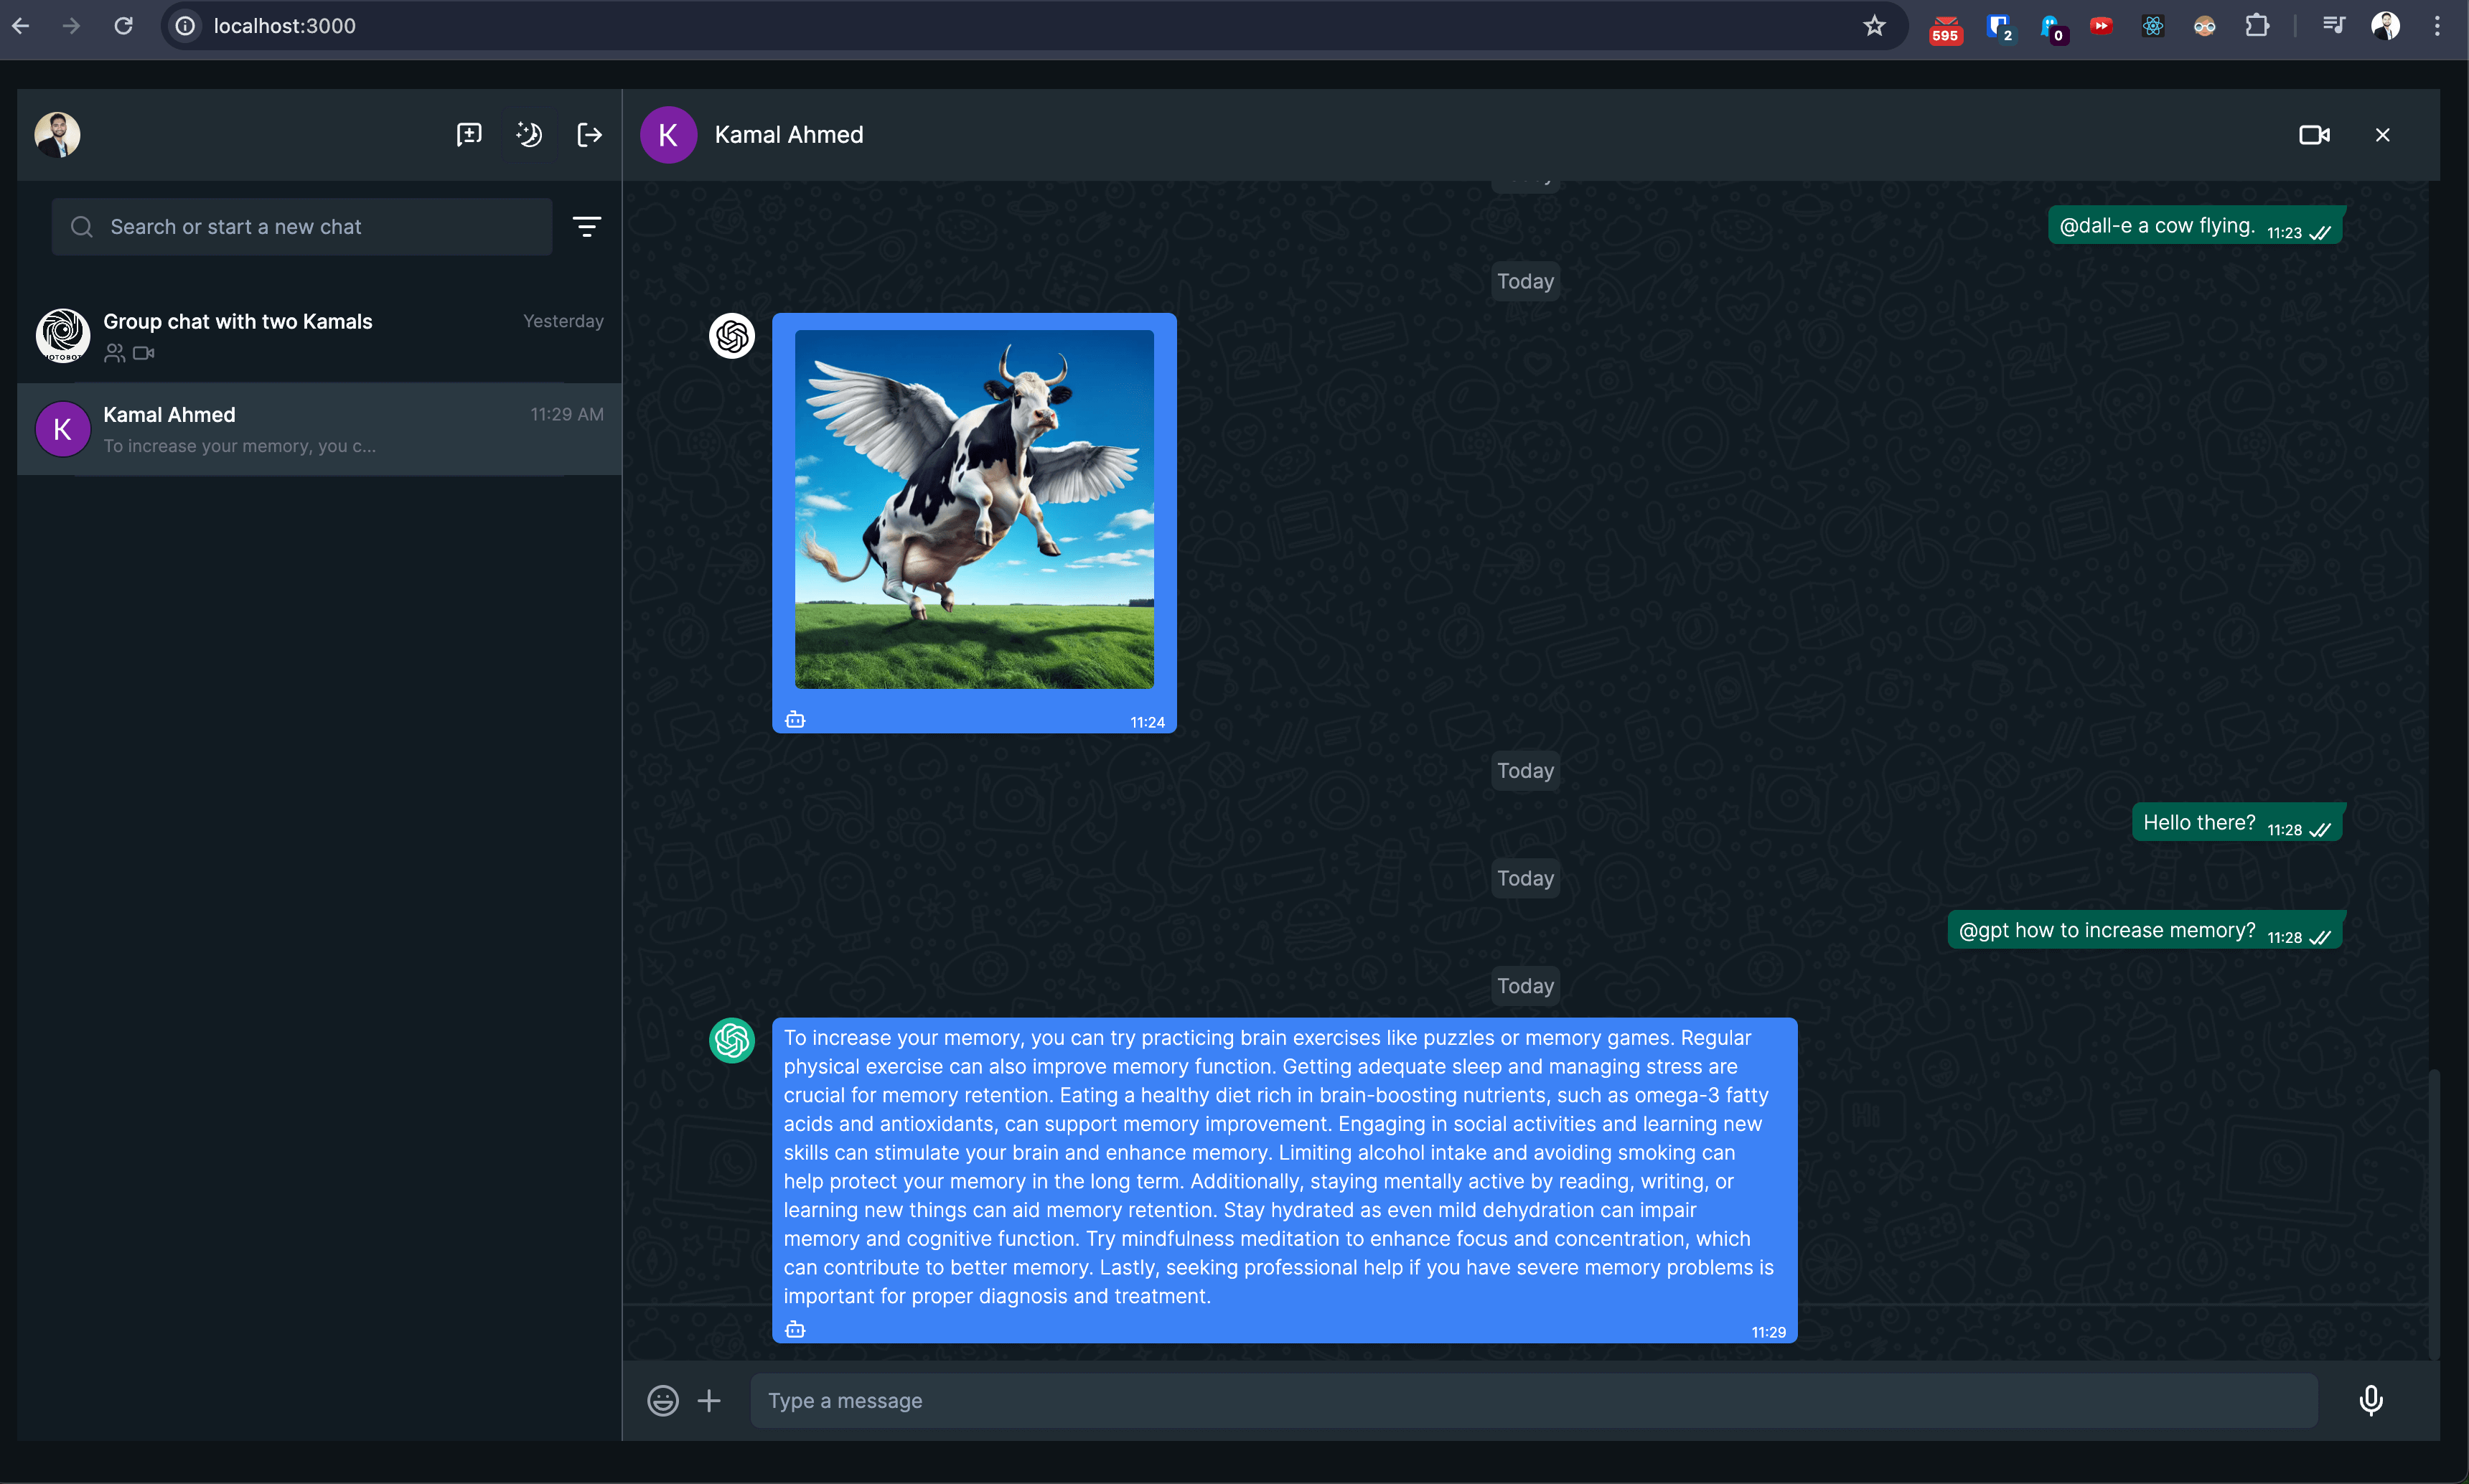 localhost:3000
595
2
0
Search or start a new chat
Group chat with two Kamals
Yesterday
K
Kamal Ahmed
11:29 AM
To increase your memory, you c...
K
Kamal Ahmed
@dall-e a cow flying.
11:23
Today
11:24
Today
Hello there?
11:28
Today
@gpt how to increase memory?
11:28
Today
To increase your memory, you can try practicing brain exercises like puzzles or memory games. Regular
physical exercise can also improve memory function. Getting adequate sleep and managing stress are
crucial for memory retention. Eating a healthy diet rich in brain-boosting nutrients, such as omega-3 fatty
acids and antioxidants, can support memory improvement. Engaging in social activities and learning new
skills can stimulate your brain and enhance memory. Limiting alcohol intake and avoiding smoking can
help protect your memory in the long term. Additionally, staying mentally active by reading, writing, or
learning new things can aid memory retention. Stay hydrated as even mild dehydration can impair
memory and cognitive function. Try mindfulness meditation to enhance focus and concentration, which
can contribute to better memory. Lastly, seeking professional help if you have severe memory problems is
important for proper diagnosis and treatment.
11:29
Type a message